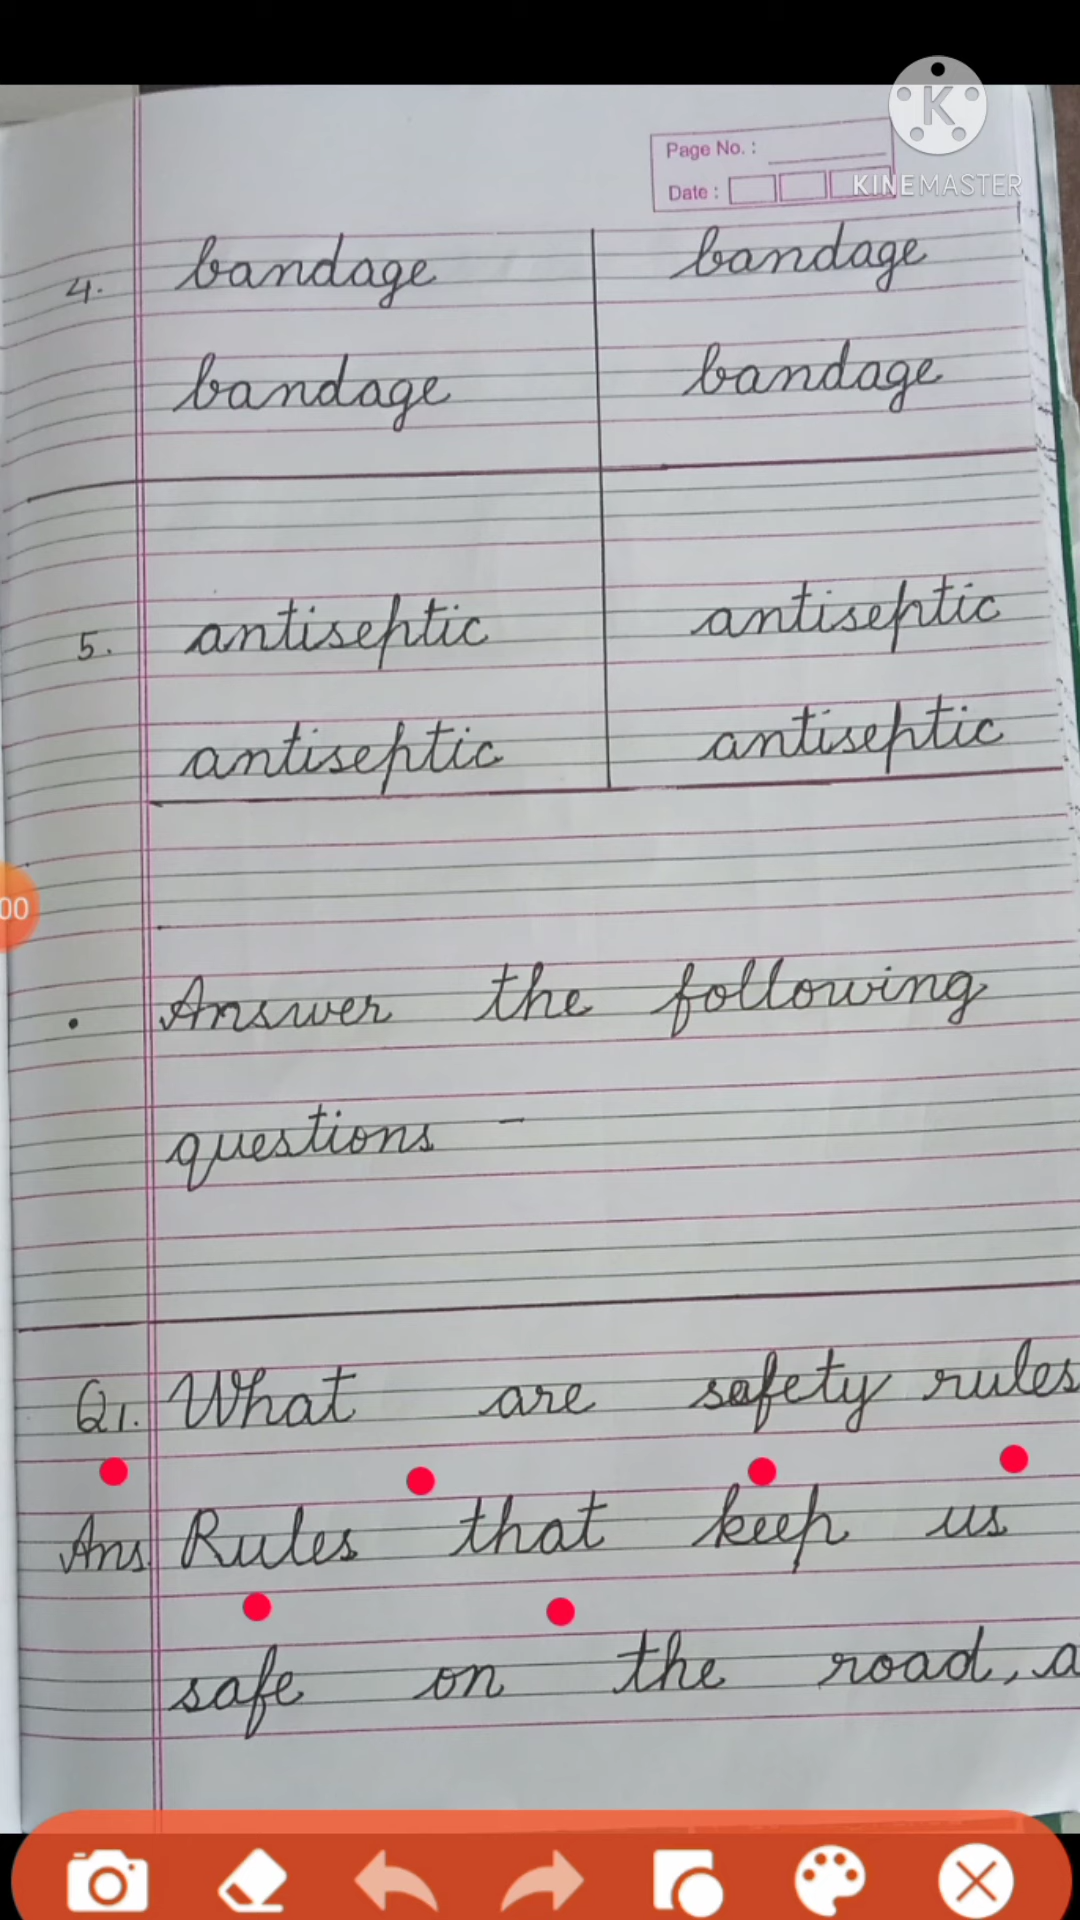 Page No. :
Date :
KINEMASTER
4. bandage bandage
bandage bandage
5. antiseptic antiseptic
antiseptic antiseptic
• Answer the following
questions –
00
Q1. What are safety rules
Ans. Rules that keep us
safe on the road, a